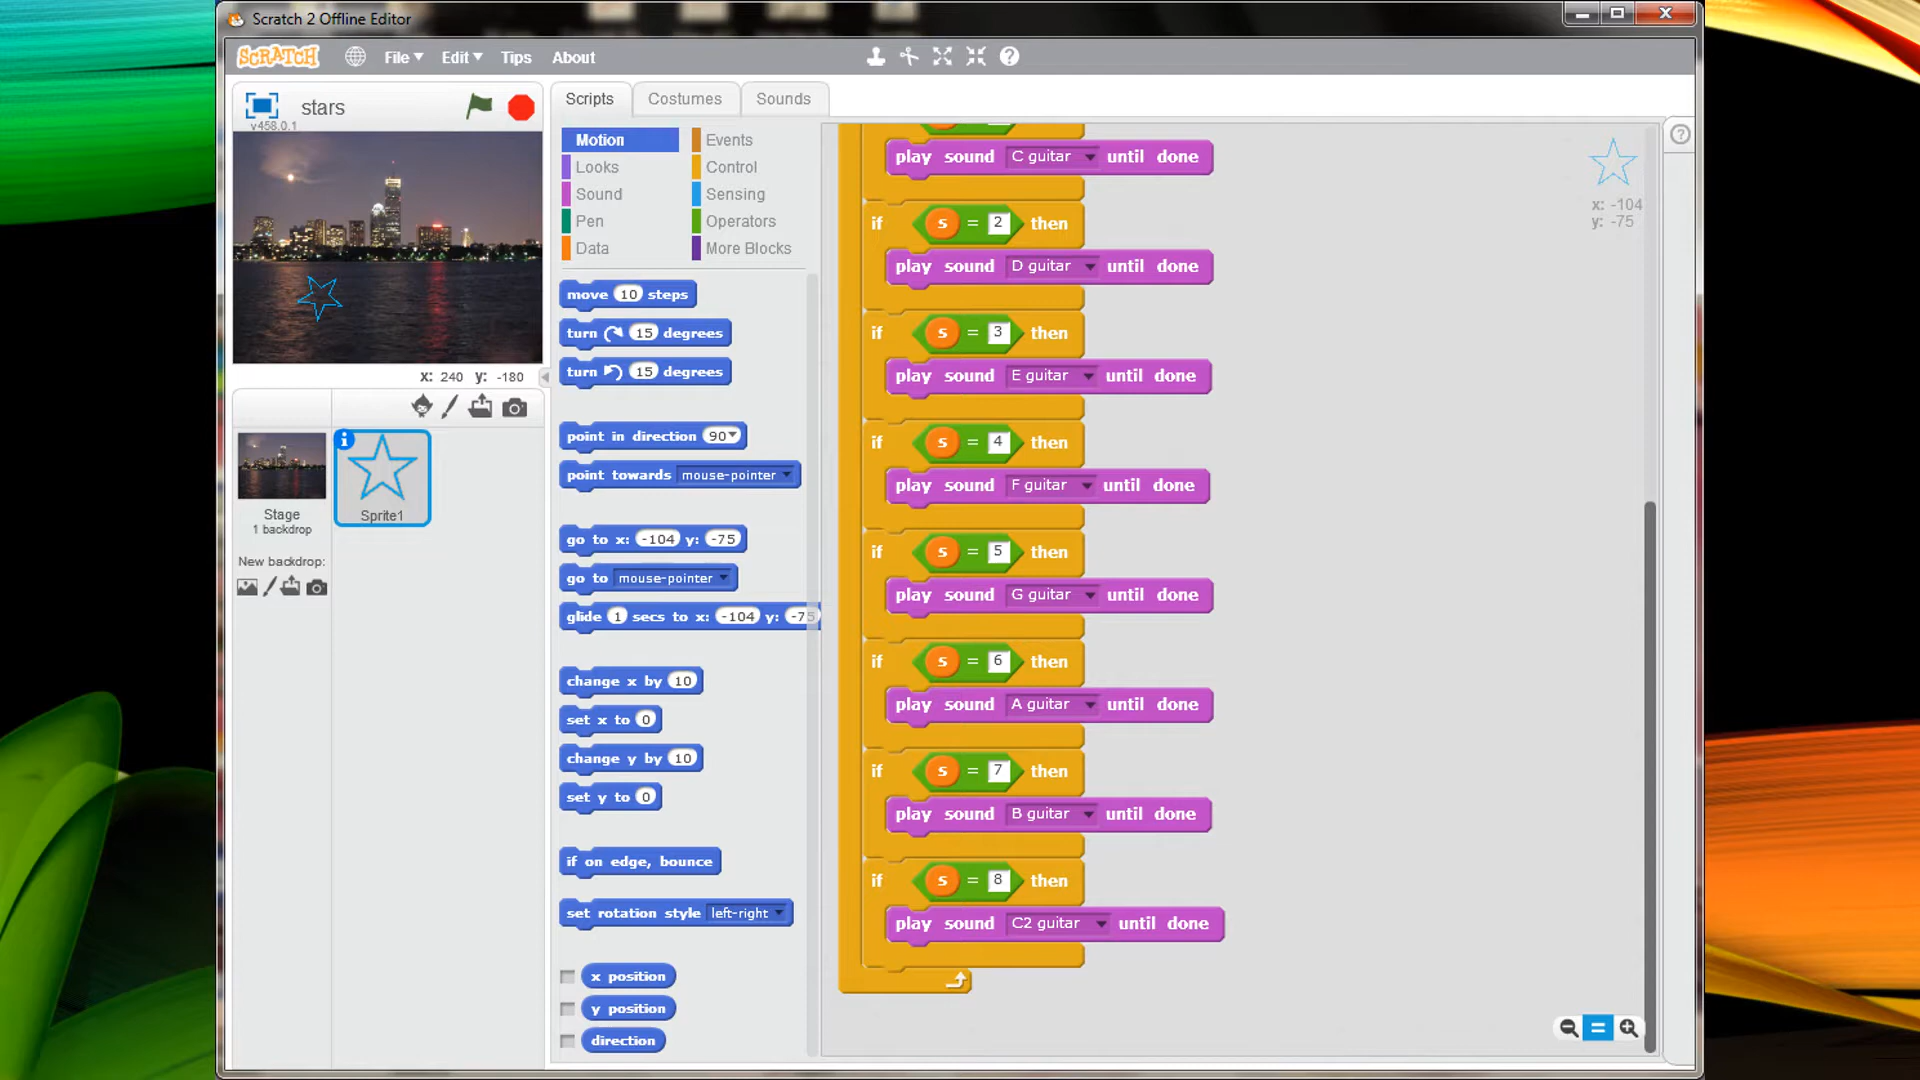 Scratch 2 Offline Editor
SCRATCH File Edit Tips About
stars
v458.0.1
Scripts Costumes Sounds
Motion Events
Looks Control
Sound Sensing
Pen Operators
Data More Blocks
x: 240 y: -180
Stage
1 backdrop
New backdrop:
Sprite1
move 10 steps
turn 15 degrees
turn 15 degrees
point in direction 90
point towards mouse-pointer
go to x: -104 y: -75
go to mouse-pointer
glide 1 secs to x: -104 y: -75
change x by 10
set x to 0
change y by 10
set y to 0
if on edge, bounce
set rotation style left-right
x position
y position
direction
play sound C guitar until done
if s = 2 then
play sound D guitar until done
if s = 3 then
play sound E guitar until done
if s = 4 then
play sound F guitar until done
if s = 5 then
play sound G guitar until done
if s = 6 then
play sound A guitar until done
if s = 7 then
play sound B guitar until done
if s = 8 then
play sound C2 guitar until done
x: -104
y: -75